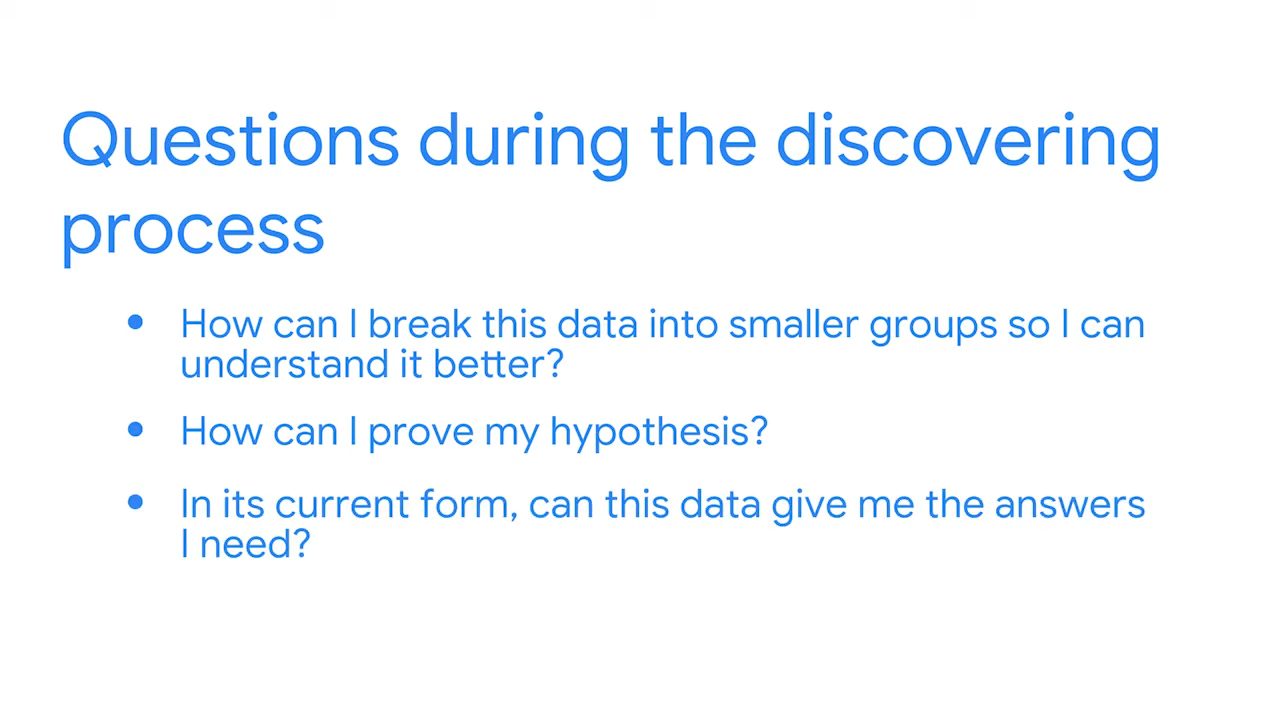 Questions during the discovering
process
• How can I break this data into smaller groups so I can
understand it better?
• How can I prove my hypothesis?
• In its current form, can this data give me the answers
I need?